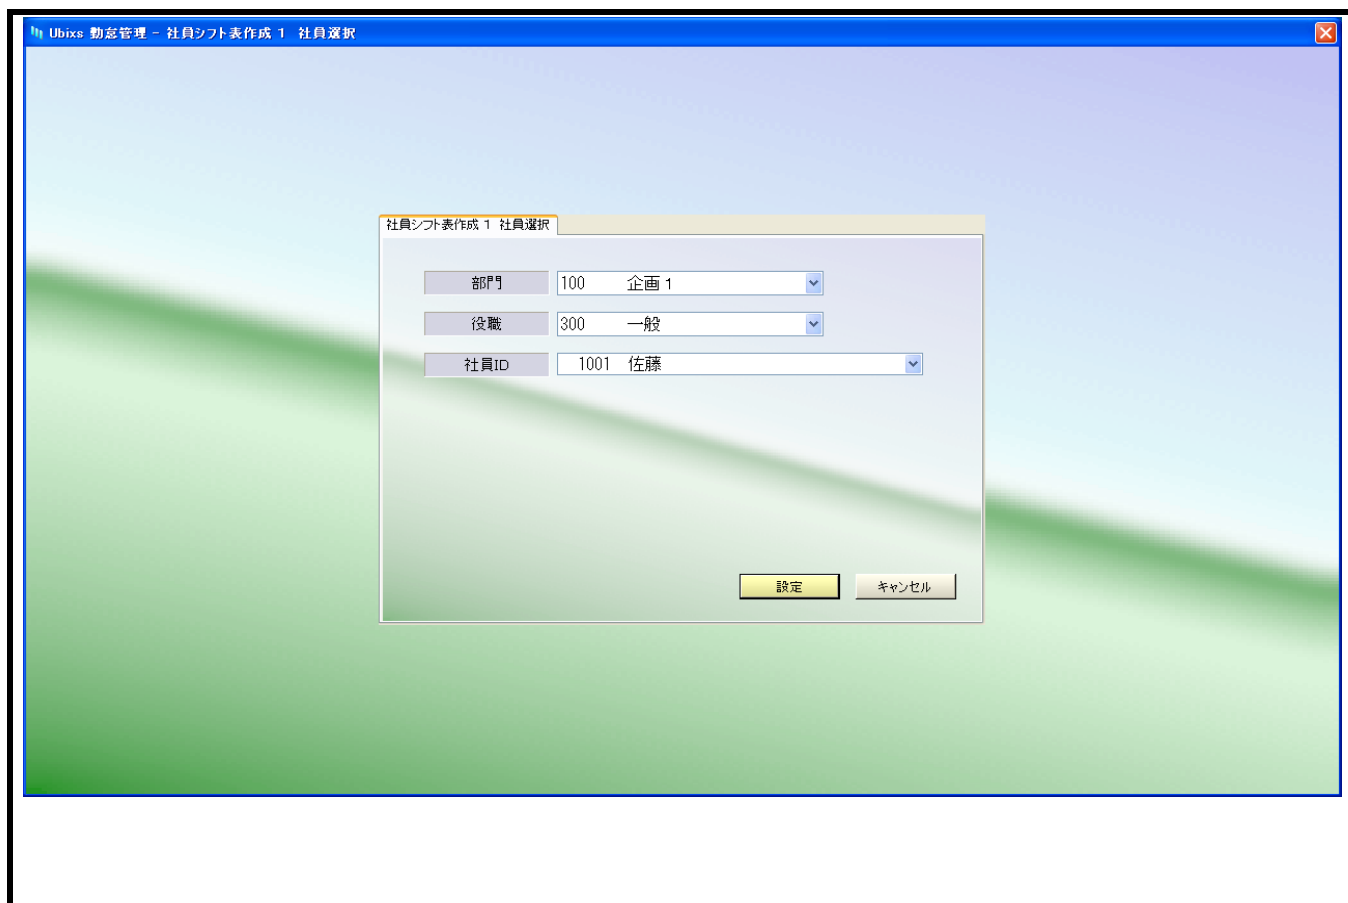 Ubixs 勤怠管理 - 社員シフト表作成 1 社員選択
社員シフト表作成 1 社員選択
部門 100 企画 1
役職 300 一般
社員ID 1001 佐藤
設定 キャンセル